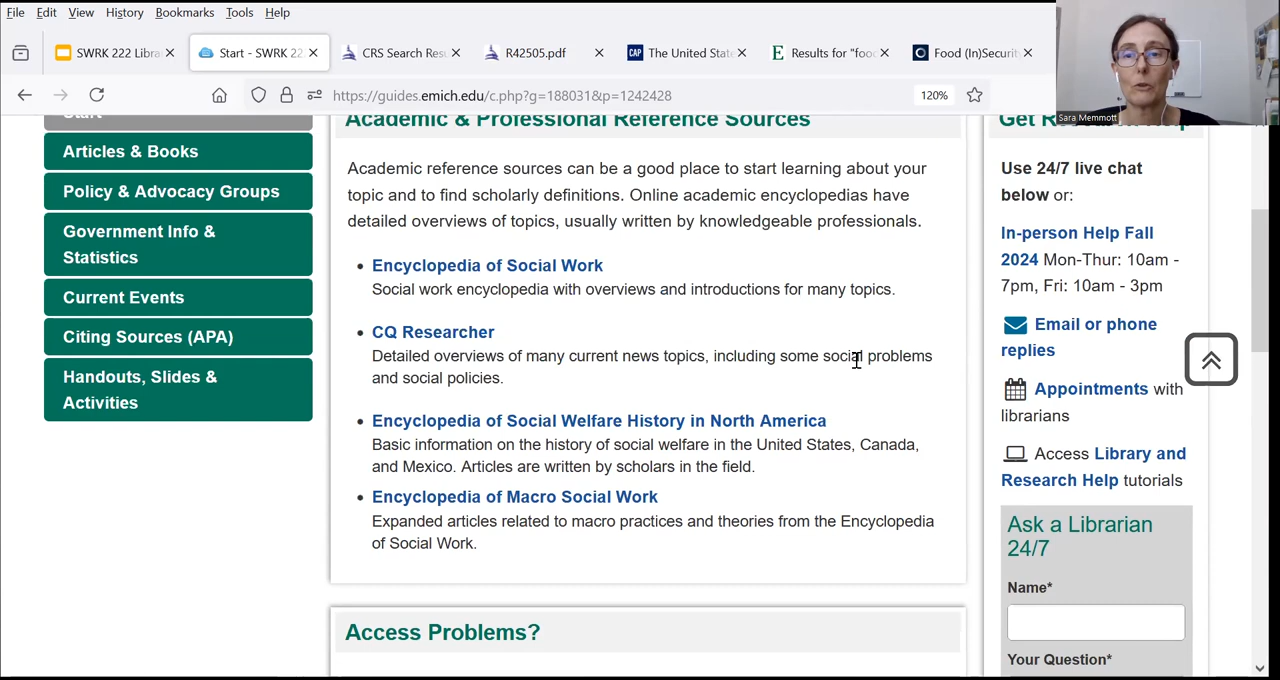 File Edit View History Bookmarks Tools Help
SWRK 222 Libra
Start - SWRK 22
CRS Search Res
R42505.pdf
The United State
Results for "food
Food (In)Securit
https://guides.emich.edu/c.php?g=188031&p=1242428
120%
Sara Memmott
Start
Articles & Books
Policy & Advocacy Groups
Government Info &
Statistics
Current Events
Citing Sources (APA)
Handouts, Slides &
Activities
Academic & Professional Reference Sources
Academic reference sources can be a good place to start learning about your
topic and to find scholarly definitions. Online academic encyclopedias have
detailed overviews of topics, usually written by knowledgeable professionals.
Encyclopedia of Social Work
Social work encyclopedia with overviews and introductions for many topics.
CQ Researcher
Detailed overviews of many current news topics, including some social problems
and social policies.
Encyclopedia of Social Welfare History in North America
Basic information on the history of social welfare in the United States, Canada,
and Mexico. Articles are written by scholars in the field.
Encyclopedia of Macro Social Work
Expanded articles related to macro practices and theories from the Encyclopedia
of Social Work.
Access Problems?
Get Help
Use 24/7 live chat
below or:
In-person Help Fall
2024 Mon-Thur: 10am -
7pm, Fri: 10am - 3pm
Email or phone
replies
Appointments with
librarians
Access Library and
Research Help tutorials
Ask a Librarian
24/7
Name*
Your Question*